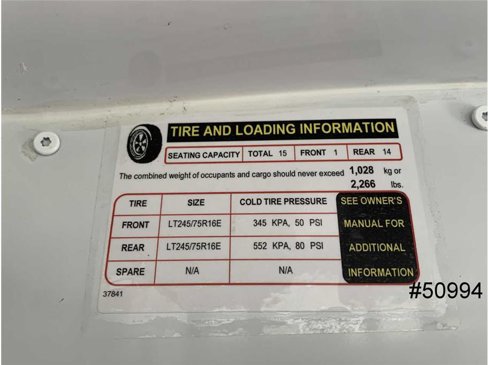 TIRE AND LOADING INFORMATION
SEATING CAPACITY TOTAL 15 FRONT 1 REAR 14
The combined weight of occupants and cargo should never exceed 1,028 kg or
2,266 lbs.
TIRE SIZE COLD TIRE PRESSURE SEE OWNER'S
FRONT LT245/75R16E 345 KPA, 50 PSI MANUAL FOR
REAR LT245/75R16E 552 KPA, 80 PSI ADDITIONAL
SPARE N/A N/A INFORMATION
37841
#50994